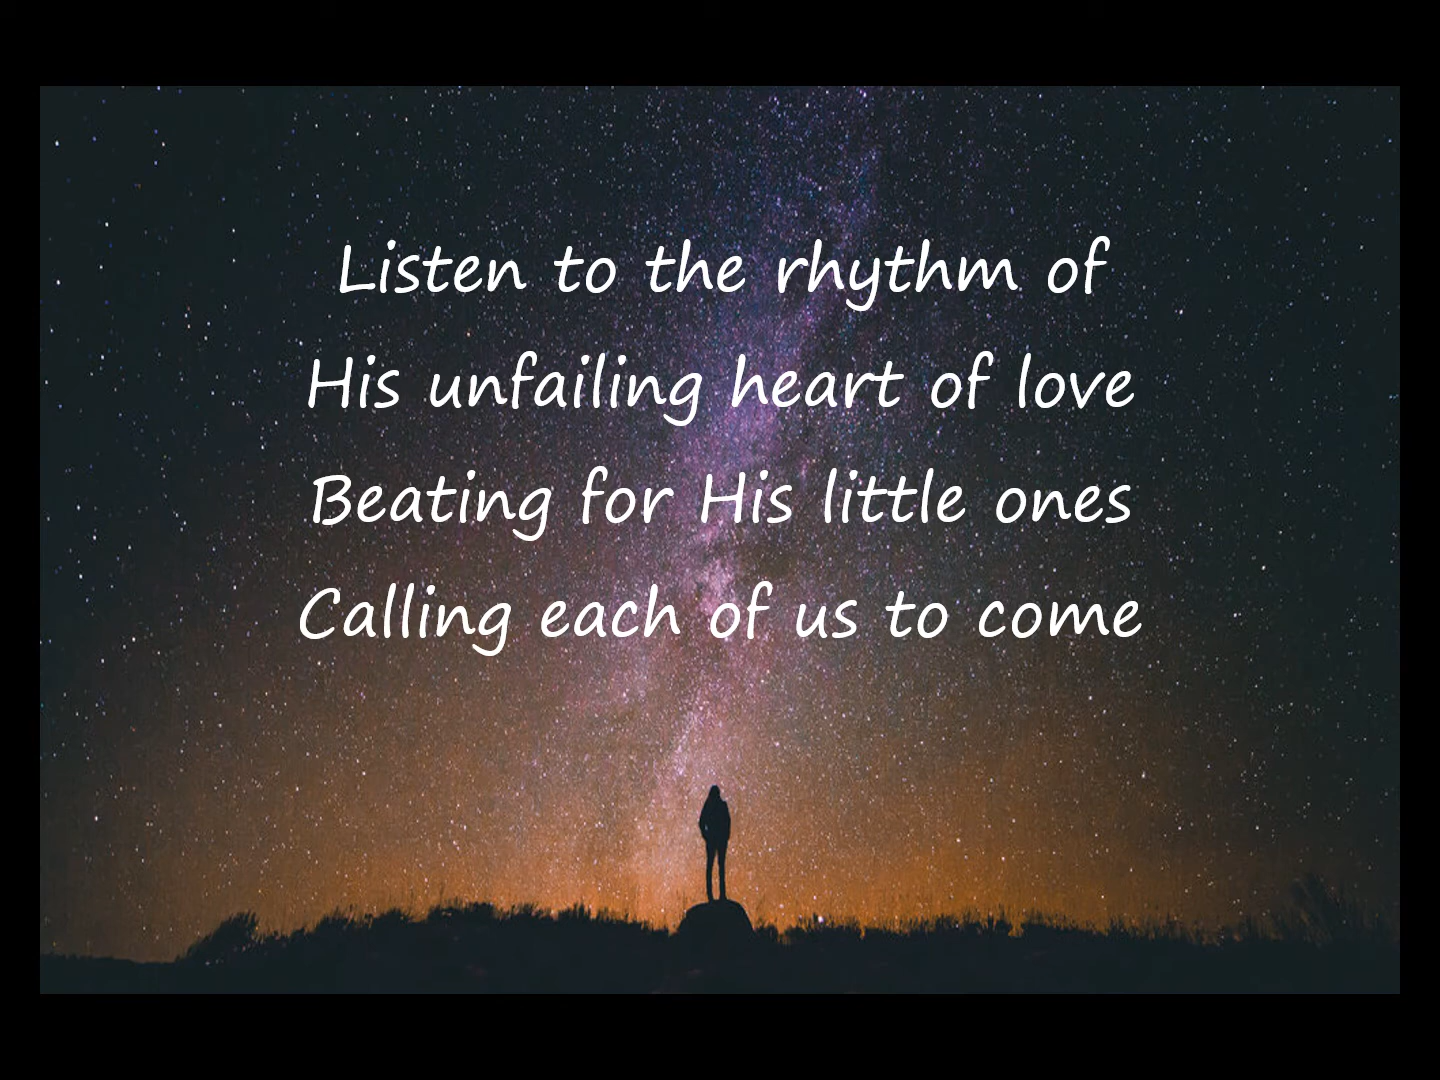 Listen to the rhythm of
His unfailing heart of love
Beating for His little ones
Calling each of us to come